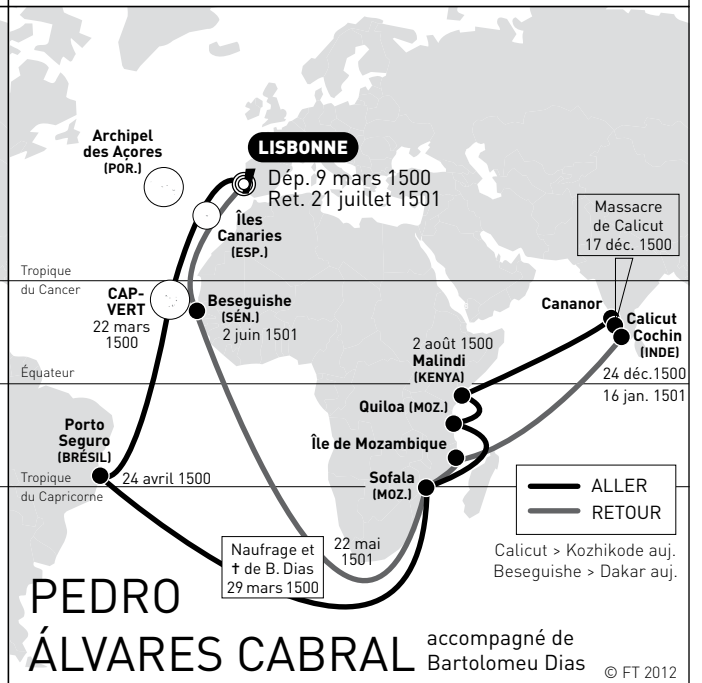 Archipel
des Açores
(POR.)
LISBONNE
Dép. 9 mars 1500
Ret. 21 juillet 1501
Îles
Canaries
(ESP.)
Massacre
de Calicut
17 déc. 1500
Tropique
du Cancer
CAP-
VERT
22 mars
1500
Beseguishe
(SÉN.)
2 juin 1501
Cananor
Calicut
Cochin
(INDE)
24 déc.1500
16 jan. 1501
2 août 1500
Malindi
(KENYA)
Équateur
Quiloa (MOZ.)
Île de Mozambique
Porto
Seguro
(BRÉSIL)
24 avril 1500
Tropique
du Capricorne
Sofala
(MOZ.)
ALLER
RETOUR
Naufrage et
✝ de B. Dias
29 mars 1500
22 mai
1501
Calicut > Kozhikode auj.
Beseguishe > Dakar auj.
PEDRO
ÁLVARES CABRAL
accompagné de
Bartolomeu Dias
© FT 2012